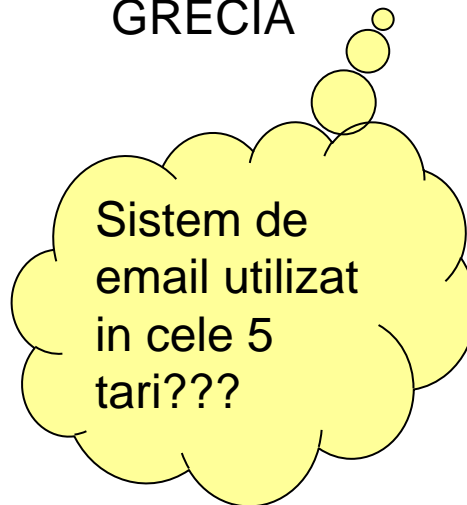 GRECIA
Sistem de
email utilizat
in cele 5
tari???